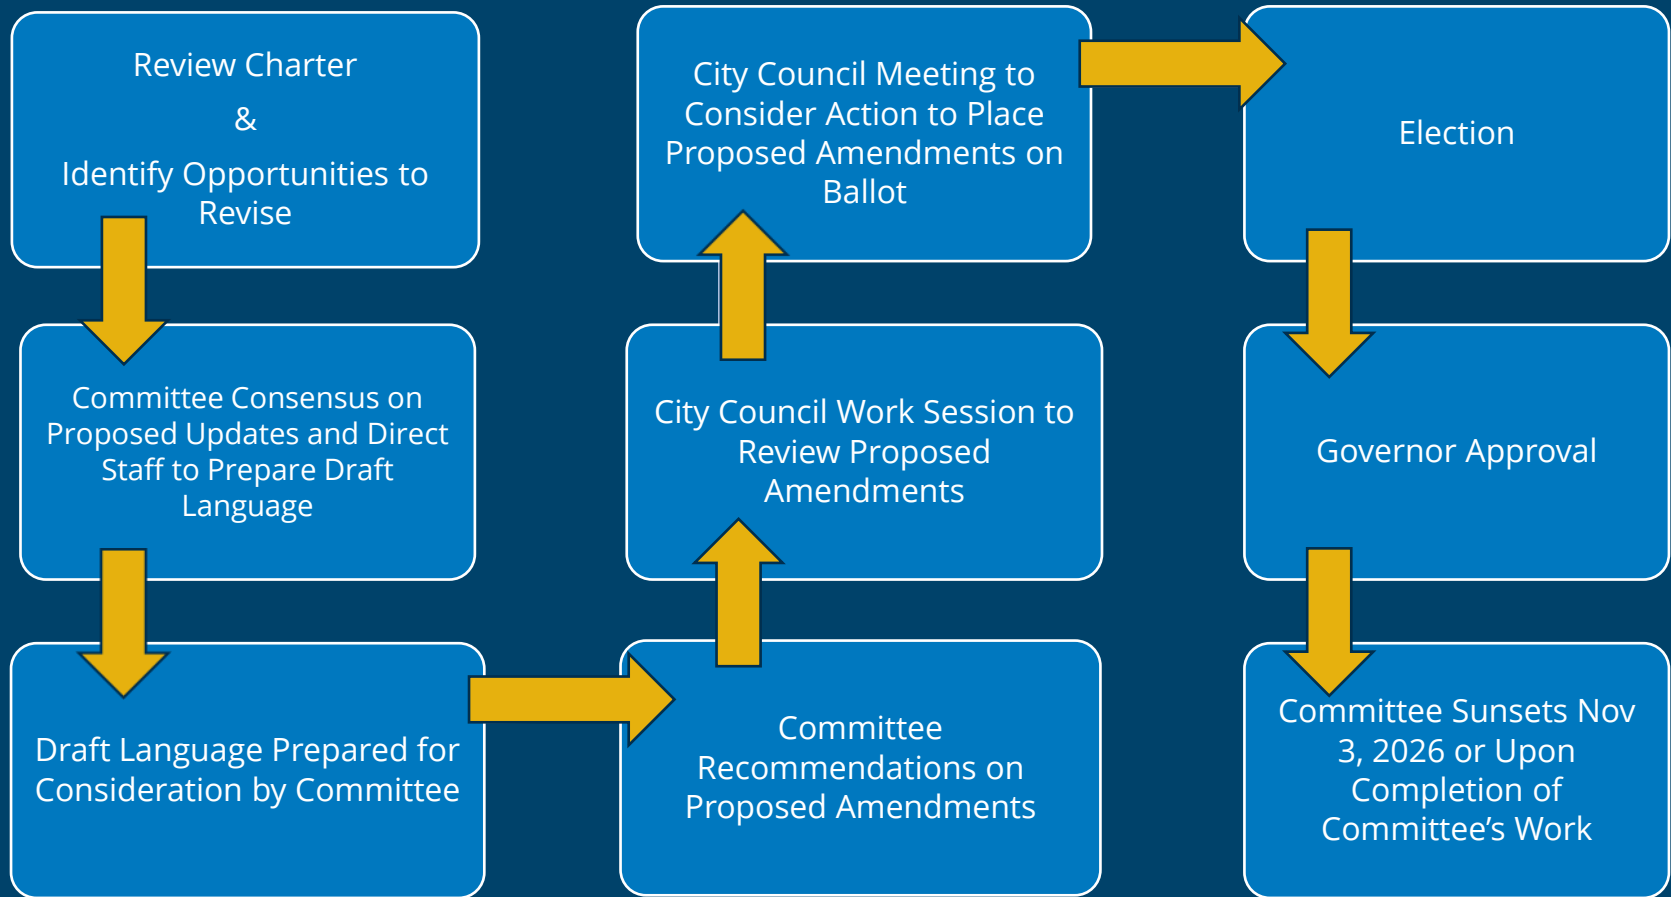 Review Charter
&
Identify Opportunities to
Revise
Committee Consensus on
Proposed Updates and Direct
Staff to Prepare Draft
Language
Draft Language Prepared for
Consideration by Committee
Committee
Recommendations on
Proposed Amendments
City Council Work Session to
Review Proposed
Amendments
City Council Meeting to
Consider Action to Place
Proposed Amendments on
Ballot
Election
Governor Approval
Committee Sunsets Nov
3, 2026 or Upon
Completion of
Committee’s Work